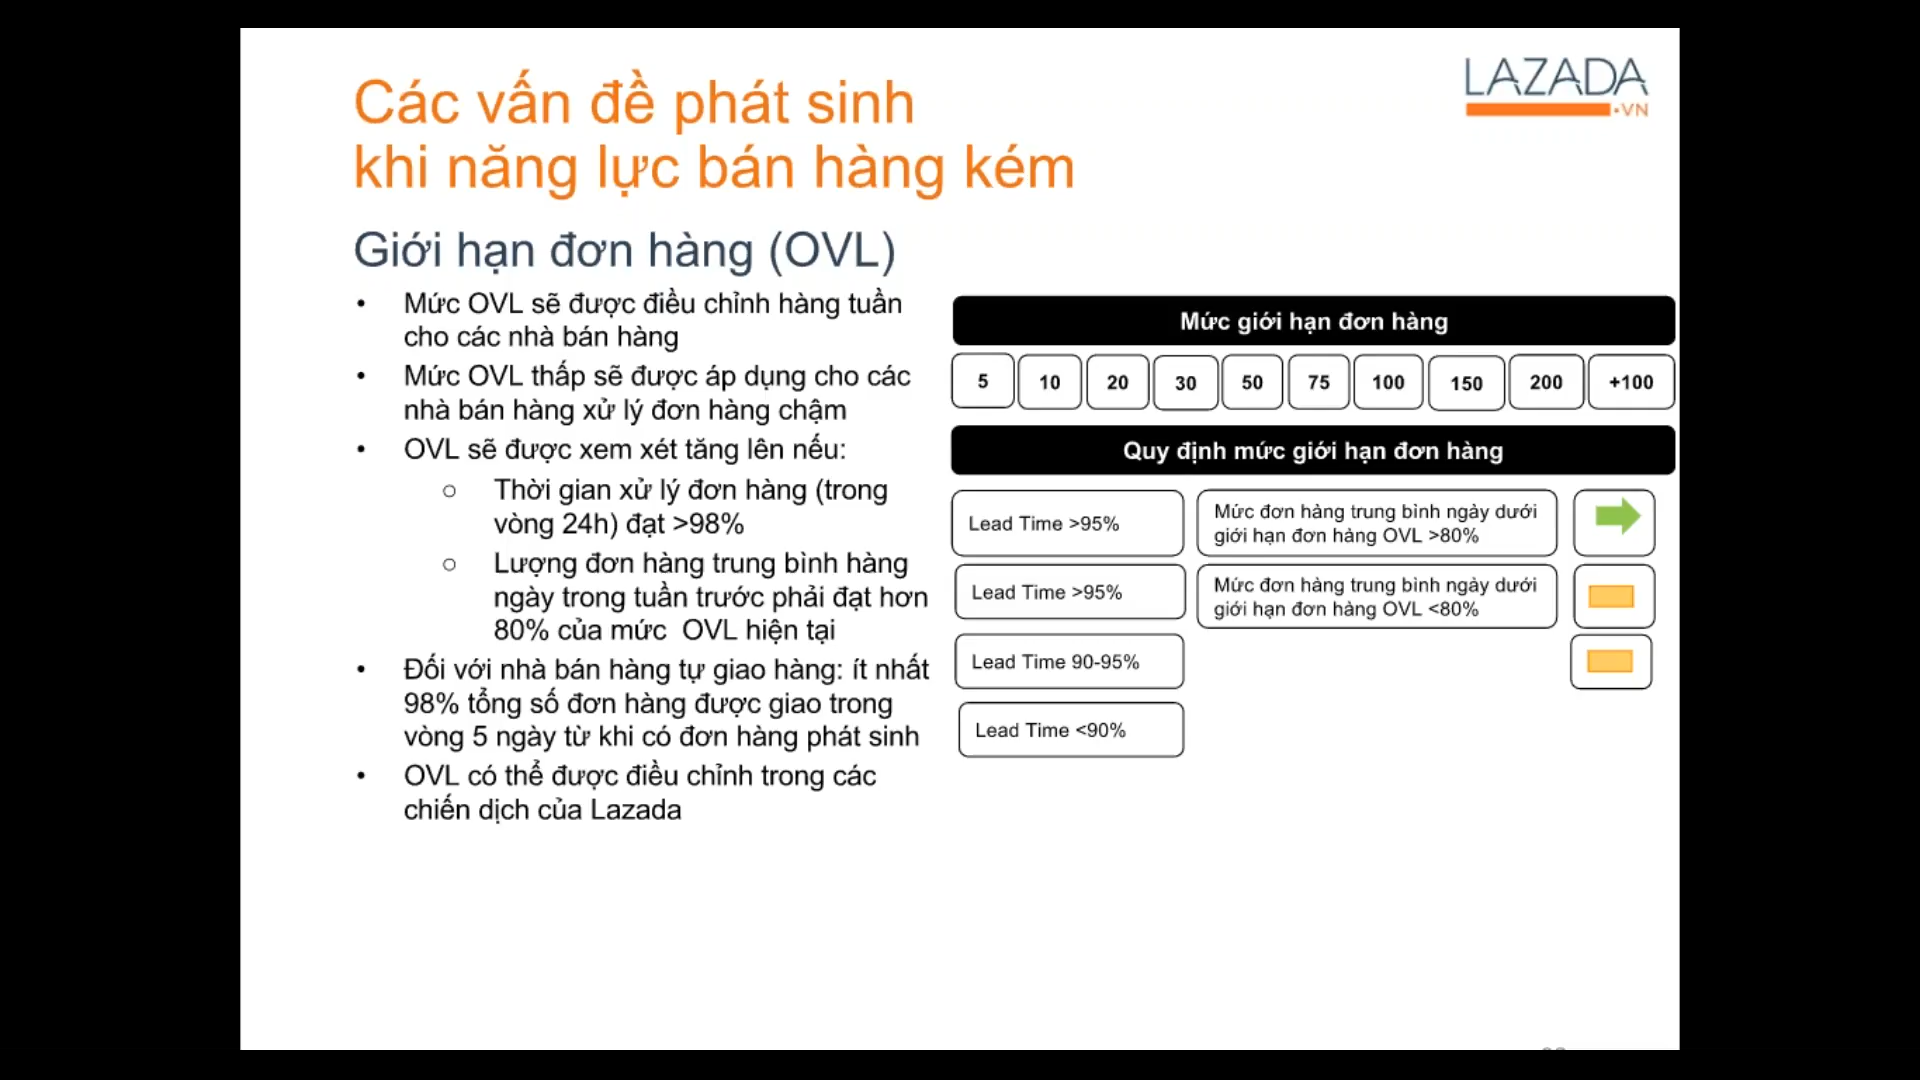 LAZADA
.VN
Các vấn đề phát sinh
khi năng lực bán hàng kém
Giới hạn đơn hàng (OVL)
• Mức OVL sẽ được điều chỉnh hàng tuần
cho các nhà bán hàng
• Mức OVL thấp sẽ được áp dụng cho các
nhà bán hàng xử lý đơn hàng chậm
• OVL sẽ được xem xét tăng lên nếu:
○ Thời gian xử lý đơn hàng (trong
vòng 24h) đạt >98%
○ Lượng đơn hàng trung bình hàng
ngày trong tuần trước phải đạt hơn
80% của mức OVL hiện tại
• Đối với nhà bán hàng tự giao hàng: ít nhất
98% tổng số đơn hàng được giao trong
vòng 5 ngày từ khi có đơn hàng phát sinh
• OVL có thể được điều chỉnh trong các
chiến dịch của Lazada
Mức giới hạn đơn hàng
5 10 20 30 50 75 100 150 200 +100
Quy định mức giới hạn đơn hàng
Lead Time >95%
Mức đơn hàng trung bình ngày dưới
giới hạn đơn hàng OVL >80%
Lead Time >95%
Mức đơn hàng trung bình ngày dưới
giới hạn đơn hàng OVL <80%
Lead Time 90-95%
Lead Time <90%